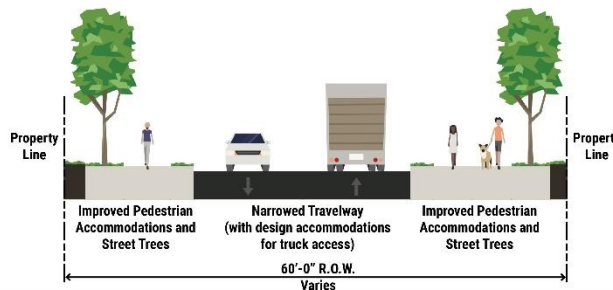 Property
Line
Property
Line
Improved Pedestrian
Accommodations and
Street Trees
Narrowed Travelway
(with design accommodations
for truck access)
Improved Pedestrian
Accommodations and
Street Trees
60'-0" R.O.W.
Varies